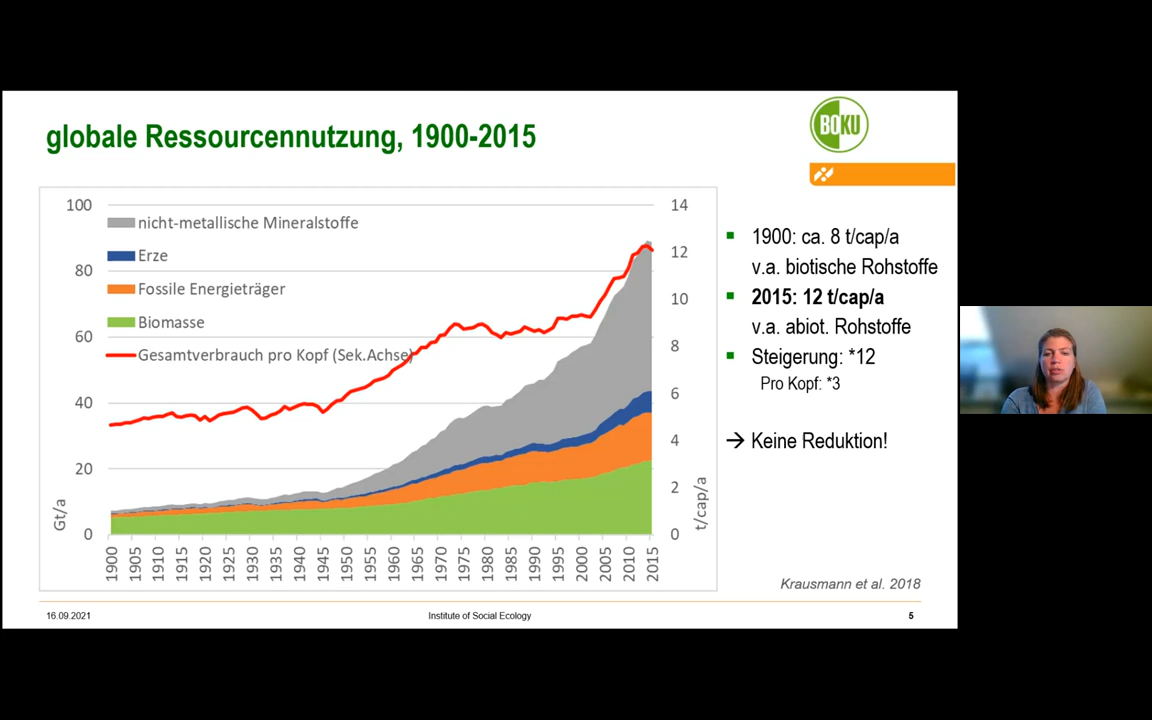 globale Ressourcennutzung, 1900-2015
BOKU
100
80
60
40
20
0
Gt/a
14
12
10
8
6
4
2
0
t/cap/a
nicht-metallische Mineralstoffe
Erze
Fossile Energieträger
Biomasse
Gesamtverbrauch pro Kopf (Sek.Achse)
1900 1905 1910 1915 1920 1925 1930 1935 1940 1945 1950 1955 1960 1965 1970 1975 1980 1985 1990 1995 2000 2005 2010 2015
▪ 1900: ca. 8 t/cap/a
v.a. biotische Rohstoffe
▪ 2015: 12 t/cap/a
v.a. abiot. Rohstoffe
▪ Steigerung: *12
Pro Kopf: *3
→ Keine Reduktion!
Krausmann et al. 2018
16.09.2021
Institute of Social Ecology
5